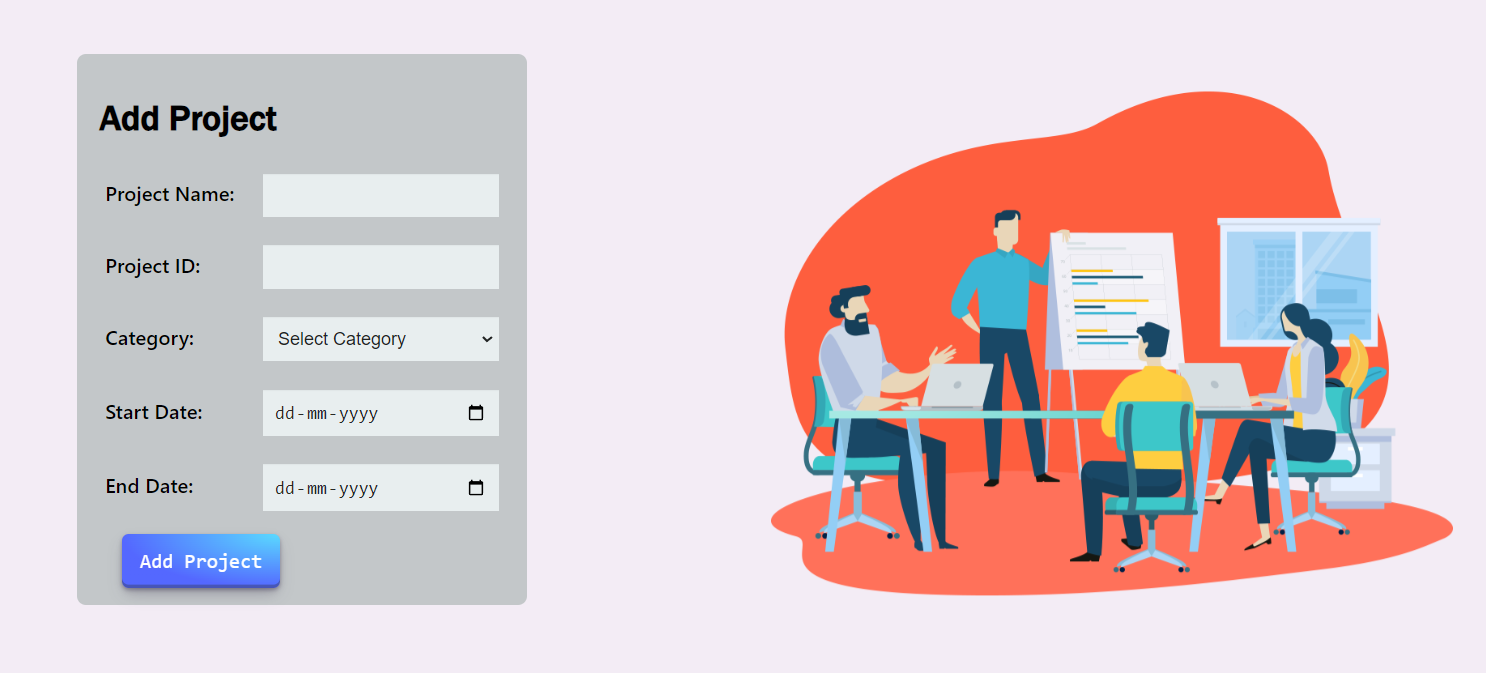 Add Project
Project Name:
Project ID:
Category: Select Category
Start Date: dd-mm-yyyy
End Date: dd-mm-yyyy
Add Project